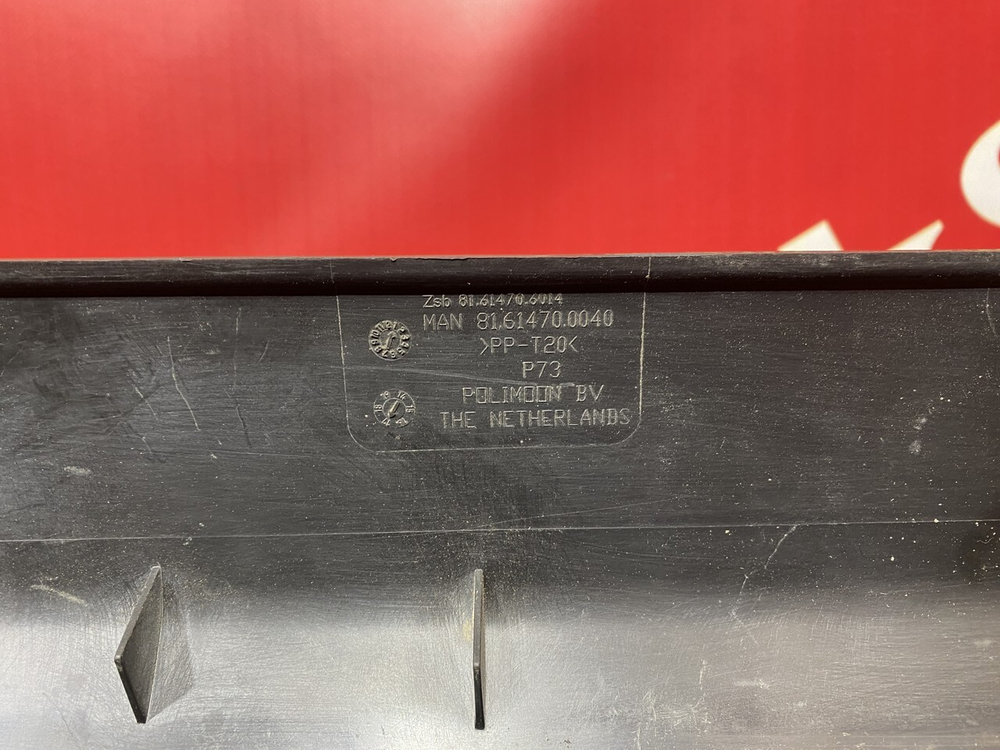 Zsb 81.61470.6014
MAN 81.61470.0040
>PP-T20<
P73
POLIMOON BV
THE NETHERLANDS